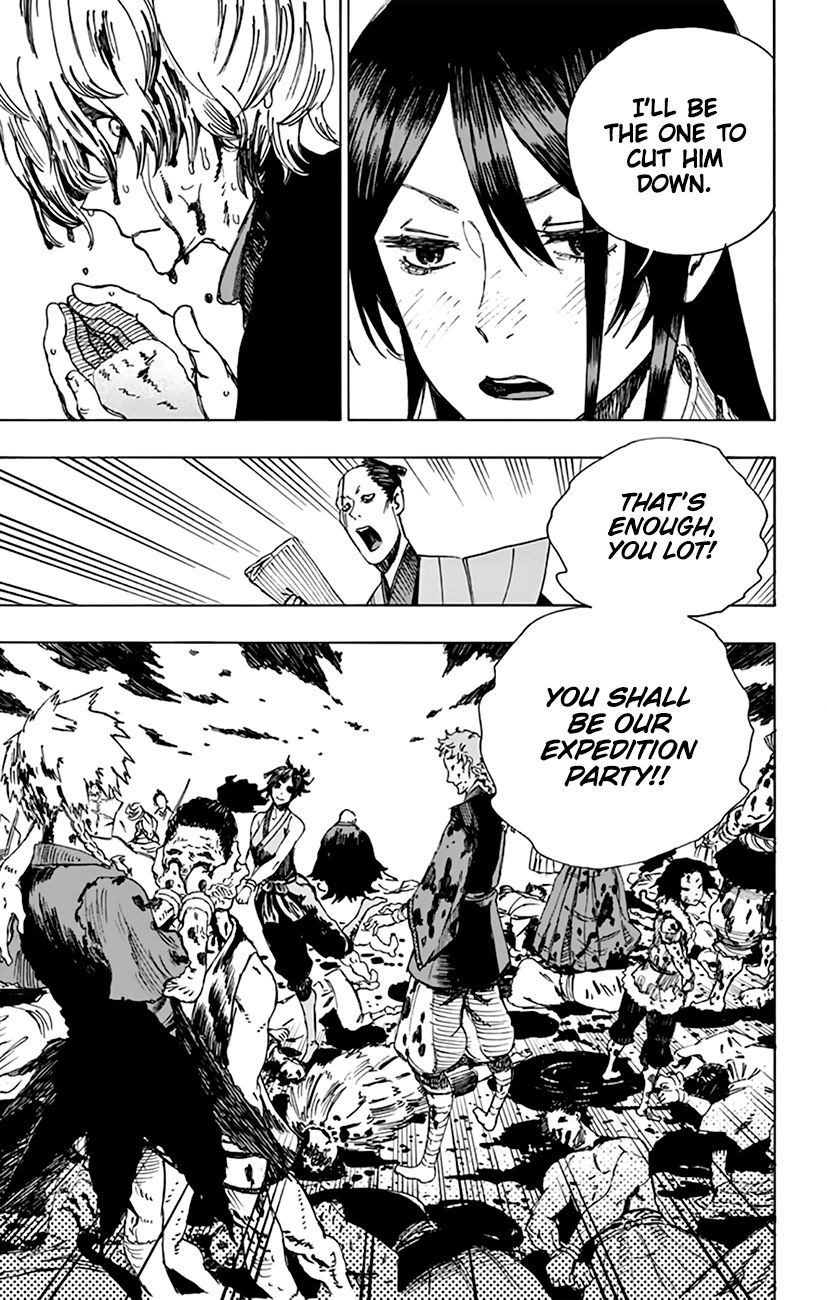 I'LL BE
THE ONE TO
CUT HIM
DOWN.
THAT'S
ENOUGH,
YOU LOT!
YOU SHALL
BE OUR
EXPEDITION
PARTY!!